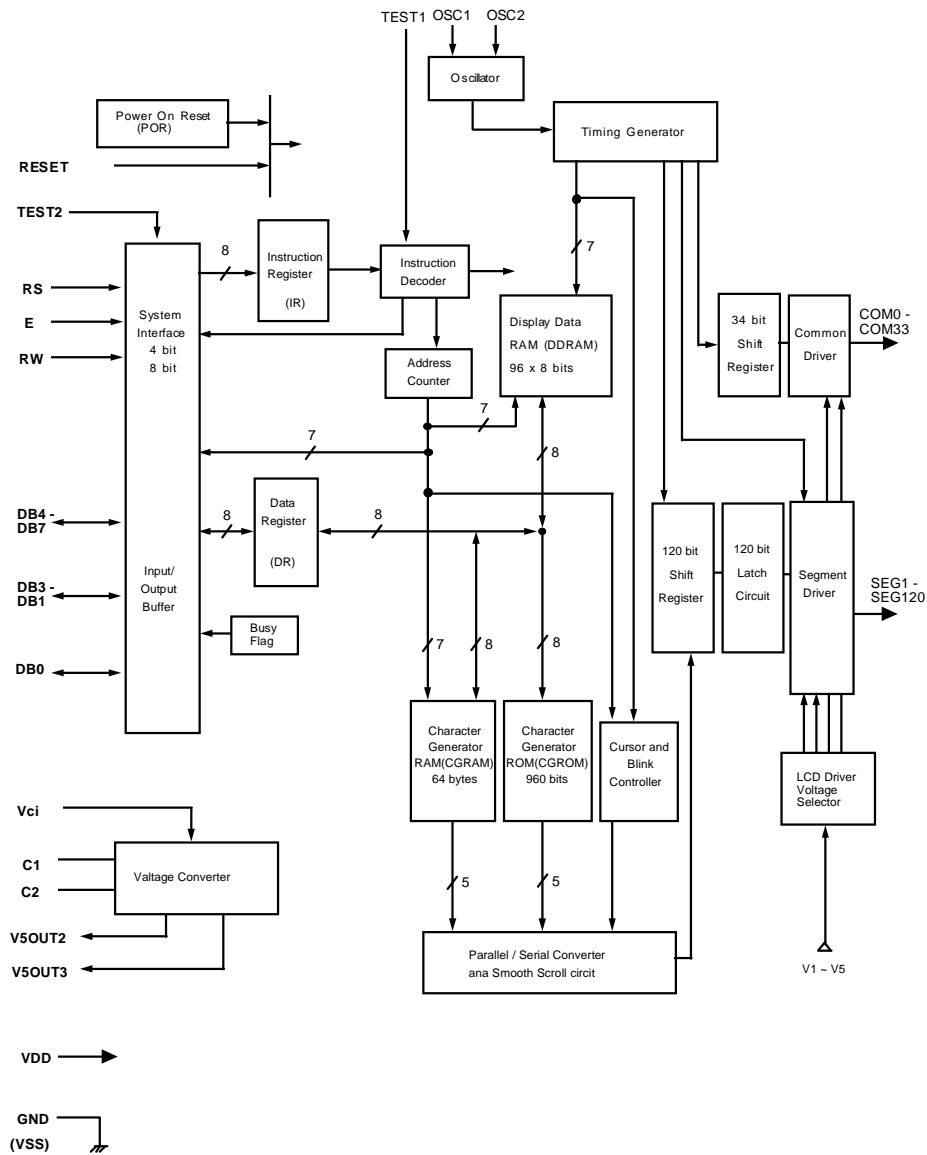 TEST1
OSC1
OSC2
Oscillator
Power On Reset
(POR)
Timing Generator
RESET
TEST2
8
Instruction
Register
(IR)
Instruction
Decoder
7
RS
E
RW
System
Interface
4 bit
8 bit
Display Data
RAM (DDRAM)
96 x 8 bits
34 bit
Shift
Register
Common
Driver
COM0 -
COM33
Address
Counter
7
7
8
DB4 -
DB7
8
Data
Register
(DR)
8
120 bit
Shift
Register
120 bit
Latch
Circuit
Segment
Driver
SEG1 -
SEG120
DB3 -
DB1
Input/
Output
Buffer
Busy
Flag
7
8
8
DB0
Character
Generator
RAM(CGRAM)
64 bytes
Character
Generator
ROM(CGROM)
960 bits
Cursor and
Blink
Controller
LCD Driver
Voltage
Selector
Vci
C1
C2
Valtage Converter
5
5
V5OUT2
V5OUT3
Parallel / Serial Converter
ana Smooth Scroll circit
V1 ~ V5
VDD
GND
(VSS)